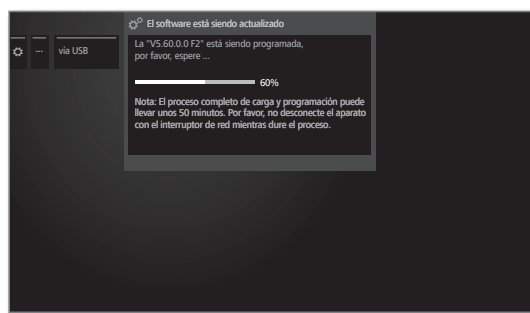 El software está siendo actualizado
...
vía USB
La "V5.60.0.0 F2" está siendo programada,
por favor, espere ...
60%
Nota: El proceso completo de carga y programación puede
llevar unos 50 minutos. Por favor, no desconecte el aparato
con el interruptor de red mientras dure el proceso.